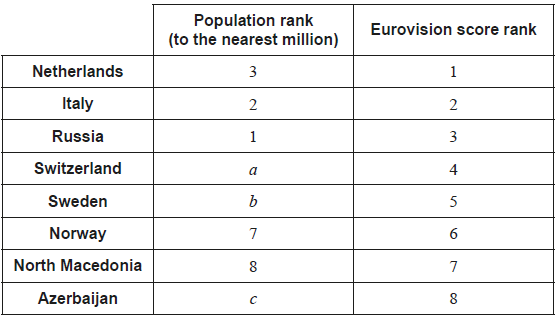 Population rank
(to the nearest million) Eurovision score rank
Netherlands 3 1
Italy 2 2
Russia 1 3
Switzerland a 4
Sweden b 5
Norway 7 6
North Macedonia 8 7
Azerbaijan c 8